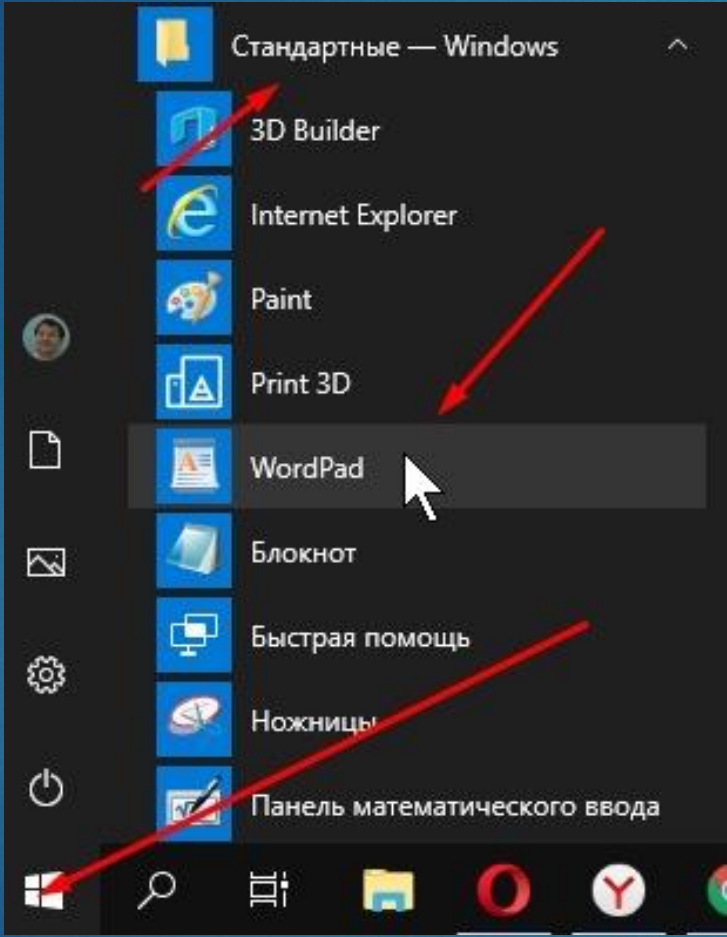 Стандартные — Windows
3D Builder
Internet Explorer
Paint
Print 3D
WordPad
Блокнот
Быстрая помощь
Ножницы
Панель математического ввода